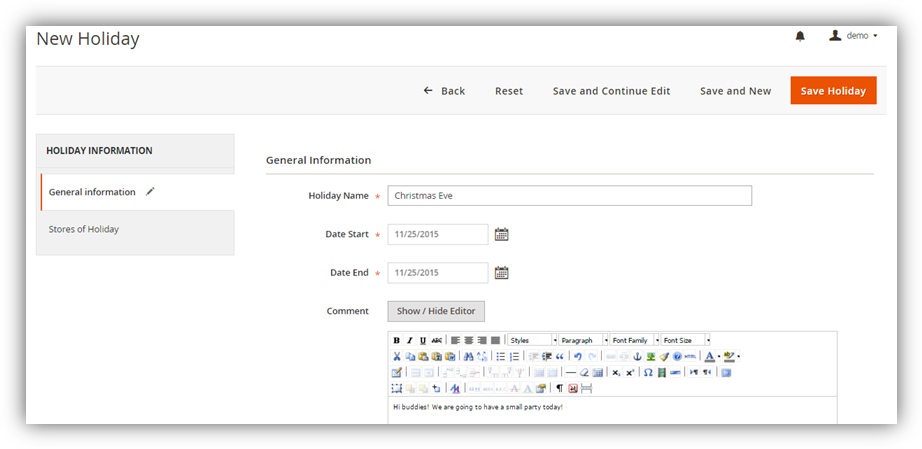 New Holiday
demo
Back Reset Save and Continue Edit Save and New Save Holiday
HOLIDAY INFORMATION
General information
Stores of Holiday
General Information
Holiday Name * Christmas Eve
Date Start * 11/25/2015
Date End * 11/25/2015
Comment Show / Hide Editor
B I U ABC Styles Paragraph Font Family Font Size
HTML A ab
Hi buddies! We are going to have a small party today!